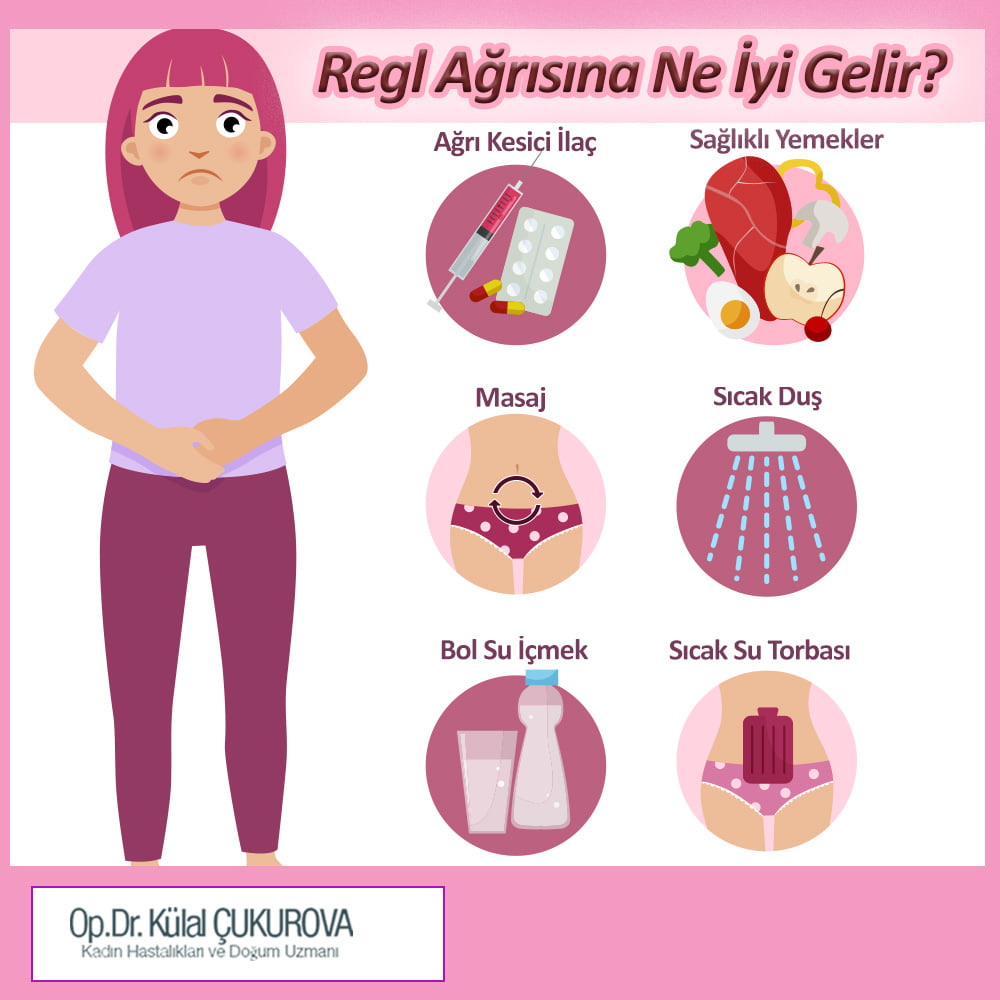 Regl Ağrısına Ne İyi Gelir?
Ağrı Kesici İlaç
Sağlıklı Yemekler
Masaj
Sıcak Duş
Bol Su İçmek
Sıcak Su Torbası
Op.Dr. Külal ÇUKUROVA
Kadın Hastalıkları ve Doğum Uzmanı